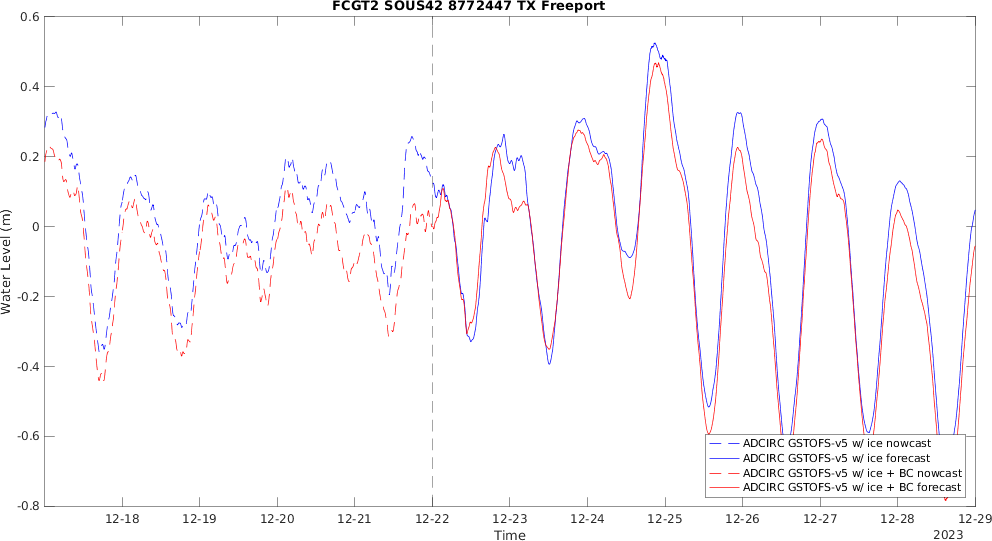 FCGT2 SOUS42 8772447 TX Freeport
0.6
0.4
0.2
0
-0.2
-0.4
-0.6
-0.8
Water Level (m)
ADCIRC GSTOFS-v5 w/ ice nowcast
ADCIRC GSTOFS-v5 w/ ice forecast
ADCIRC GSTOFS-v5 w/ ice + BC nowcast
ADCIRC GSTOFS-v5 w/ ice + BC forecast
12-18 12-19 12-20 12-21 12-22 12-23 12-24 12-25 12-26 12-27 12-28 12-29
Time
2023